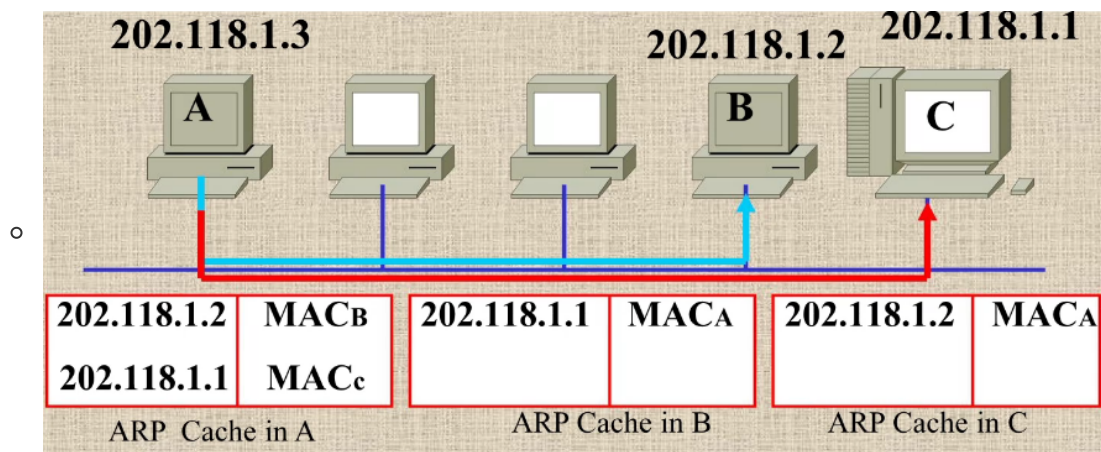 202.118.1.3
202.118.1.2
202.118.1.1
A
B
C
202.118.1.2 MACB
202.118.1.1 MACc
ARP Cache in A
202.118.1.1 MACA
ARP Cache in B
202.118.1.2 MACA
ARP Cache in C